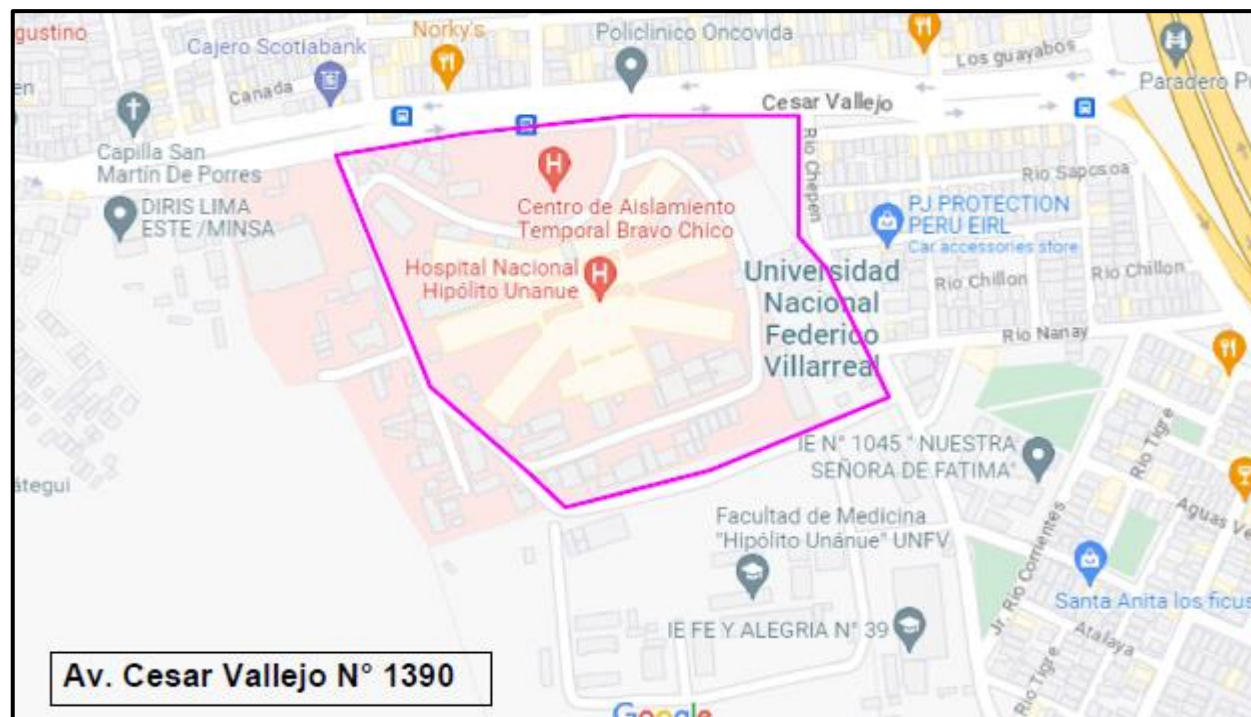 gustino
Norky's
Cajero Scotiabank
Policlinico Oncovida
Los guayabos
en
Canada
Paradero Pr
Cesar Vallejo
Capilla San
Martin De Porres
Rio Chepen
Rio Saposoa
DIRIS LIMA
ESTE /MINSA
Centro de Aislamiento
Temporal Bravo Chico
PJ PROTECTION
PERU EIRL
Car accessories store
Hospital Nacional
Hipólito Unanue
Universidad
Nacional
Federico
Villarreal
Rio Chillon
Rio Chillon
Rio Nanay
Rio Tigre
IE N° 1045 " NUESTRA
SEÑORA DE FATIMA"
átegui
Aguas Ve
Facultad de Medicina
"Hipólito Unánue" UNFV
Jr. Rio Corrientes
Santa Anita los ficus
IE FE Y ALEGRIA N° 39
Atalaya
Rio Tigre
Av. Cesar Vallejo N° 1390
Google